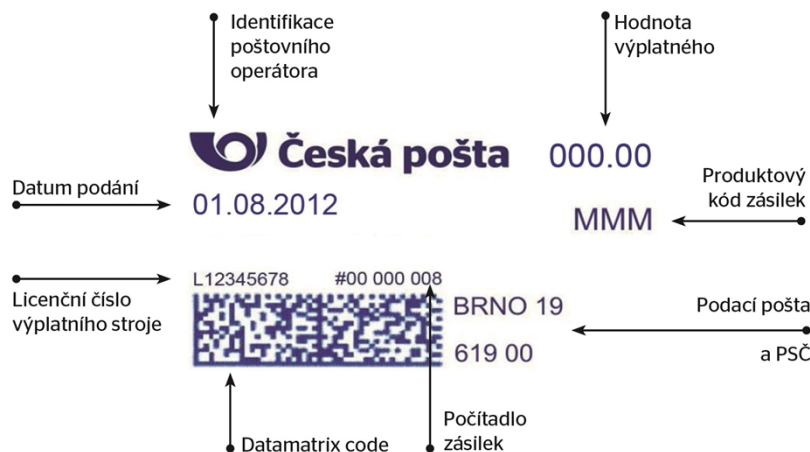 Identifikace
poštovního
operátora
Hodnota
výplatného
Česká pošta
000.00
Datum podání
01.08.2012
Produktový
kód zásilek
MMM
L12345678
#00 000 008
Licenční číslo
výplatního stroje
BRNO 19
619 00
Podací pošta
a PSČ
Datamatrix code
Počítadlo
zásilek